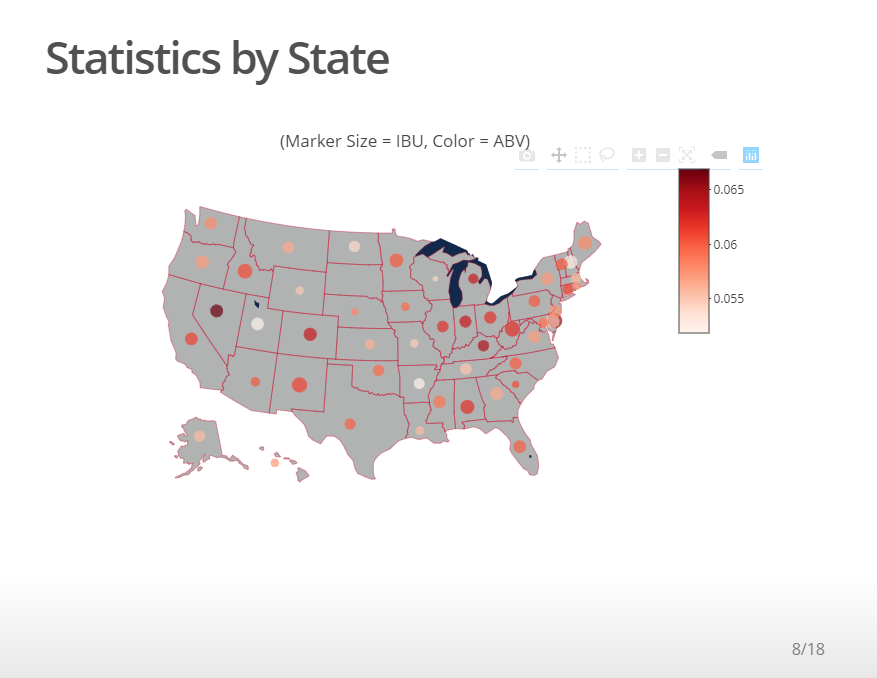 Statistics by State
(Marker Size = IBU, Color = ABV)
0.065
0.06
0.055
8/18